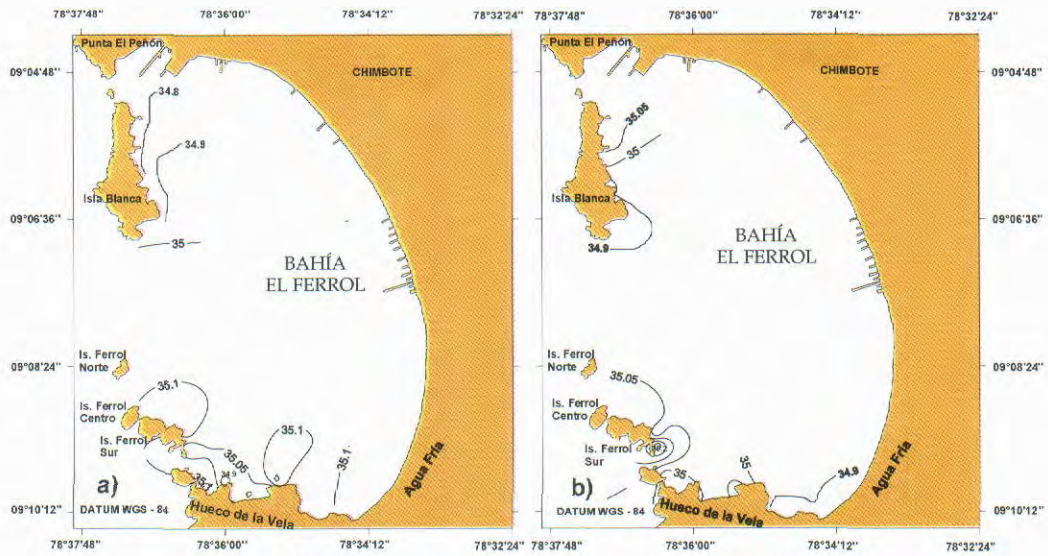 78°37'48" 78°36'00" 78°34'12" 78°32'24"
Punta El Peñón
09°04'48"
CHIMBOTE
34.8
34.9
Isla Blanca
09°06'36"
35
BAHÍA
EL FERROL
Is. Ferrol
Norte
09°08'24"
35.1
Is. Ferrol
Centro
Is. Ferrol
Sur
35.1
35.05
34.9
35.1
35.1
Agua Fría
a)
Hueco de la Vela
09°10'12"
DATUM WGS - 84
78°37'48" 78°36'00" 78°34'12" 78°32'24"
78°37'48" 78°36'00" 78°34'12" 78°32'24"
Punta El Peñón
09°04'48"
CHIMBOTE
35.05
35
Isla Blanca
09°06'36"
34.9
BAHÍA
EL FERROL
Is. Ferrol
Norte
09°08'24"
35.05
Is. Ferrol
Centro
Is. Ferrol
Sur
35
35
34.9
Agua Fría
b)
Hueco de la Vela
09°10'12"
DATUM WGS - 84
78°37'48" 78°36'00" 78°34'12" 78°32'24"